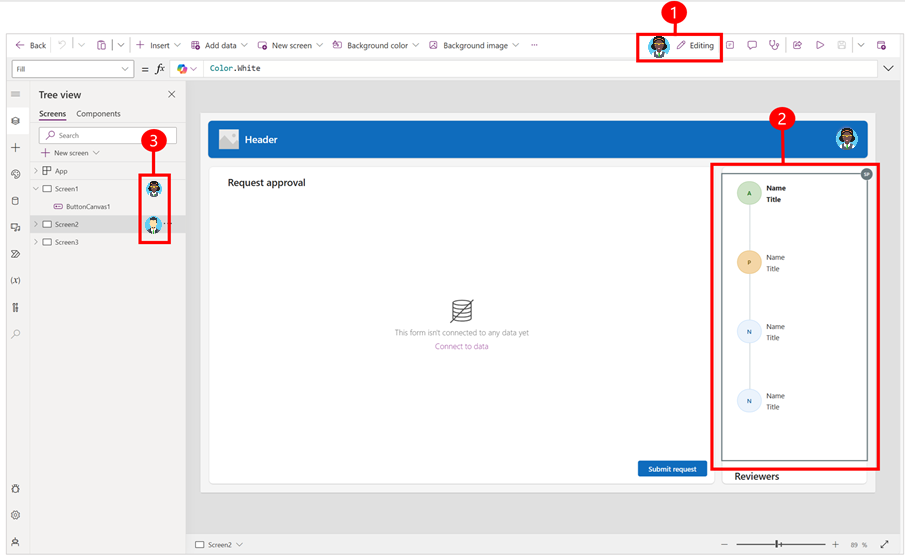 1
Back
Insert
Add data
New screen
Background color
Background image
...
Editing
Fill
=
fx
Color.White
Tree view
Screens
Components
Search
3
New screen
App
Screen1
ButtonCanvas1
Screen2
Screen3
(x)
Header
2
Request approval
SP
A
Name
Title
P
Name
Title
N
Name
Title
N
Name
Title
This form isn't connected to any data yet
Connect to data
Submit request
Reviewers
Screen2
89 %